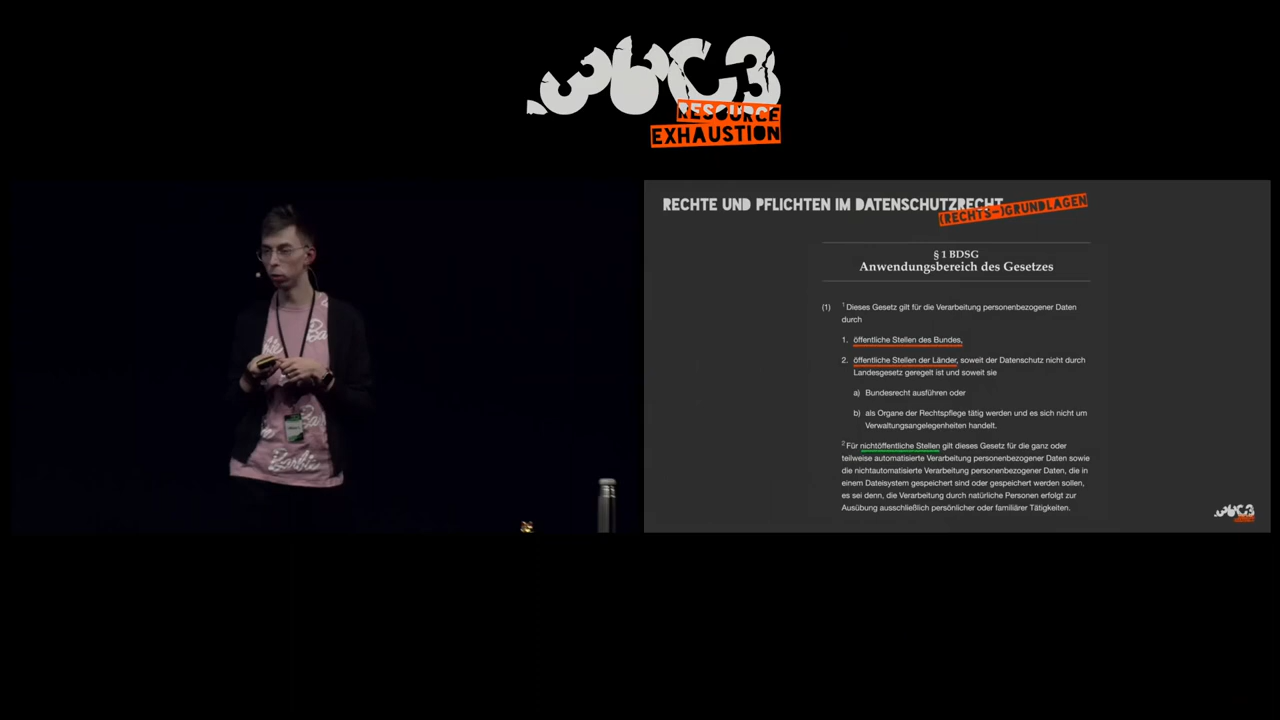 36C3
RESOURCE
EXHAUSTION
RECHTE UND PFLICHTEN IM DATENSCHUTZRECHT
(RECHTS-)GRUNDLAGEN
§ 1 BDSG
Anwendungsbereich des Gesetzes
(1) 1 Dieses Gesetz gilt für die Verarbeitung personenbezogener Daten
durch
1. öffentliche Stellen des Bundes,
2. öffentliche Stellen der Länder, soweit der Datenschutz nicht durch
Landesgesetz geregelt ist und soweit sie
a) Bundesrecht ausführen oder
b) als Organe der Rechtspflege tätig werden und es sich nicht um
Verwaltungsangelegenheiten handelt.
2 Für nichtöffentliche Stellen gilt dieses Gesetz für die ganz oder
teilweise automatisierte Verarbeitung personenbezogener Daten sowie
die nichtautomatisierte Verarbeitung personenbezogener Daten, die in
einem Dateisystem gespeichert sind oder gespeichert werden sollen,
es sei denn, die Verarbeitung durch natürliche Personen erfolgt zur
Ausübung ausschließlich persönlicher oder familiärer Tätigkeiten.
36C3
Barbie